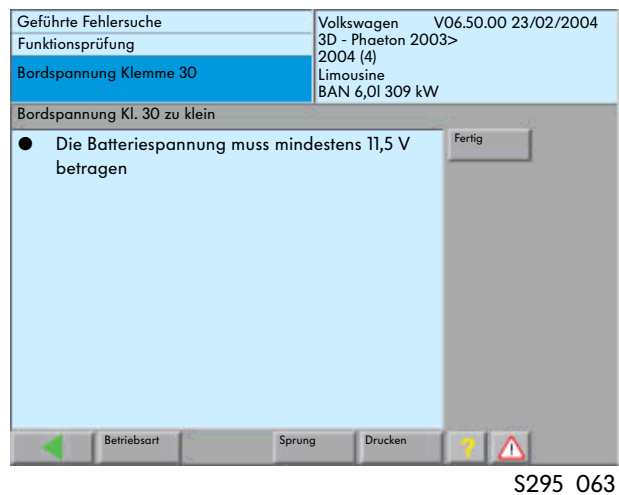 Geführte Fehlersuche
Funktionsprüfung
Bordspannung Klemme 30
Volkswagen V06.50.00 23/02/2004
3D - Phaeton 2003>
2004 (4)
Limousine
BAN 6,0l 309 kW
Bordspannung Kl. 30 zu klein
● Die Batteriespannung muss mindestens 11,5 V
betragen
Fertig
Betriebsart Sprung Drucken ?
S295_063